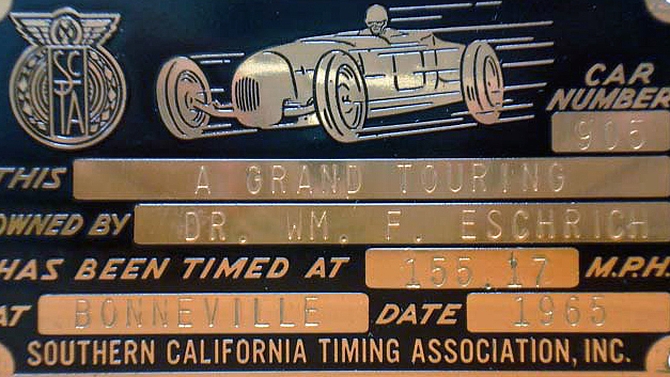 SCTA
CAR
NUMBER
905
THIS A GRAND TOURING
OWNED BY DR. WM. F. ESCHRICH
HAS BEEN TIMED AT 155.17 M.P.H
AT BONNEVILLE DATE 1965
SOUTHERN CALIFORNIA TIMING ASSOCIATION, INC.